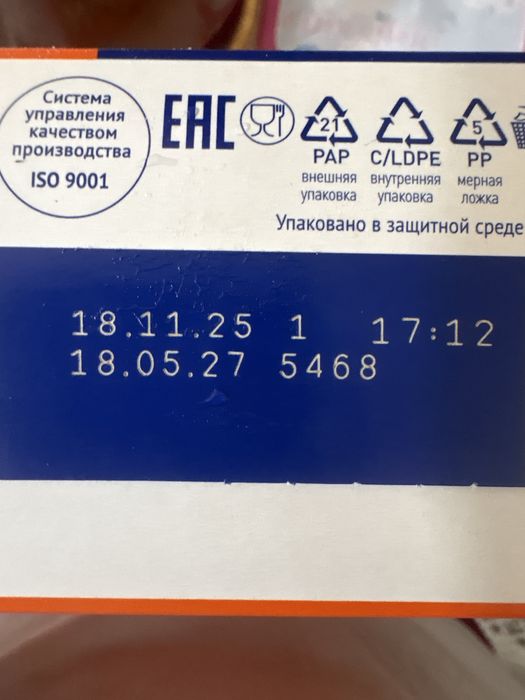 Система
управления
качеством
производства
ISO 9001
EAC
21
PAP
внешняя
упаковка
C/LDPE
внутренняя
упаковка
5
PP
мерная
ложка
Упаковано в защитной среде
18.11.25 1 17:12
18.05.27 5468